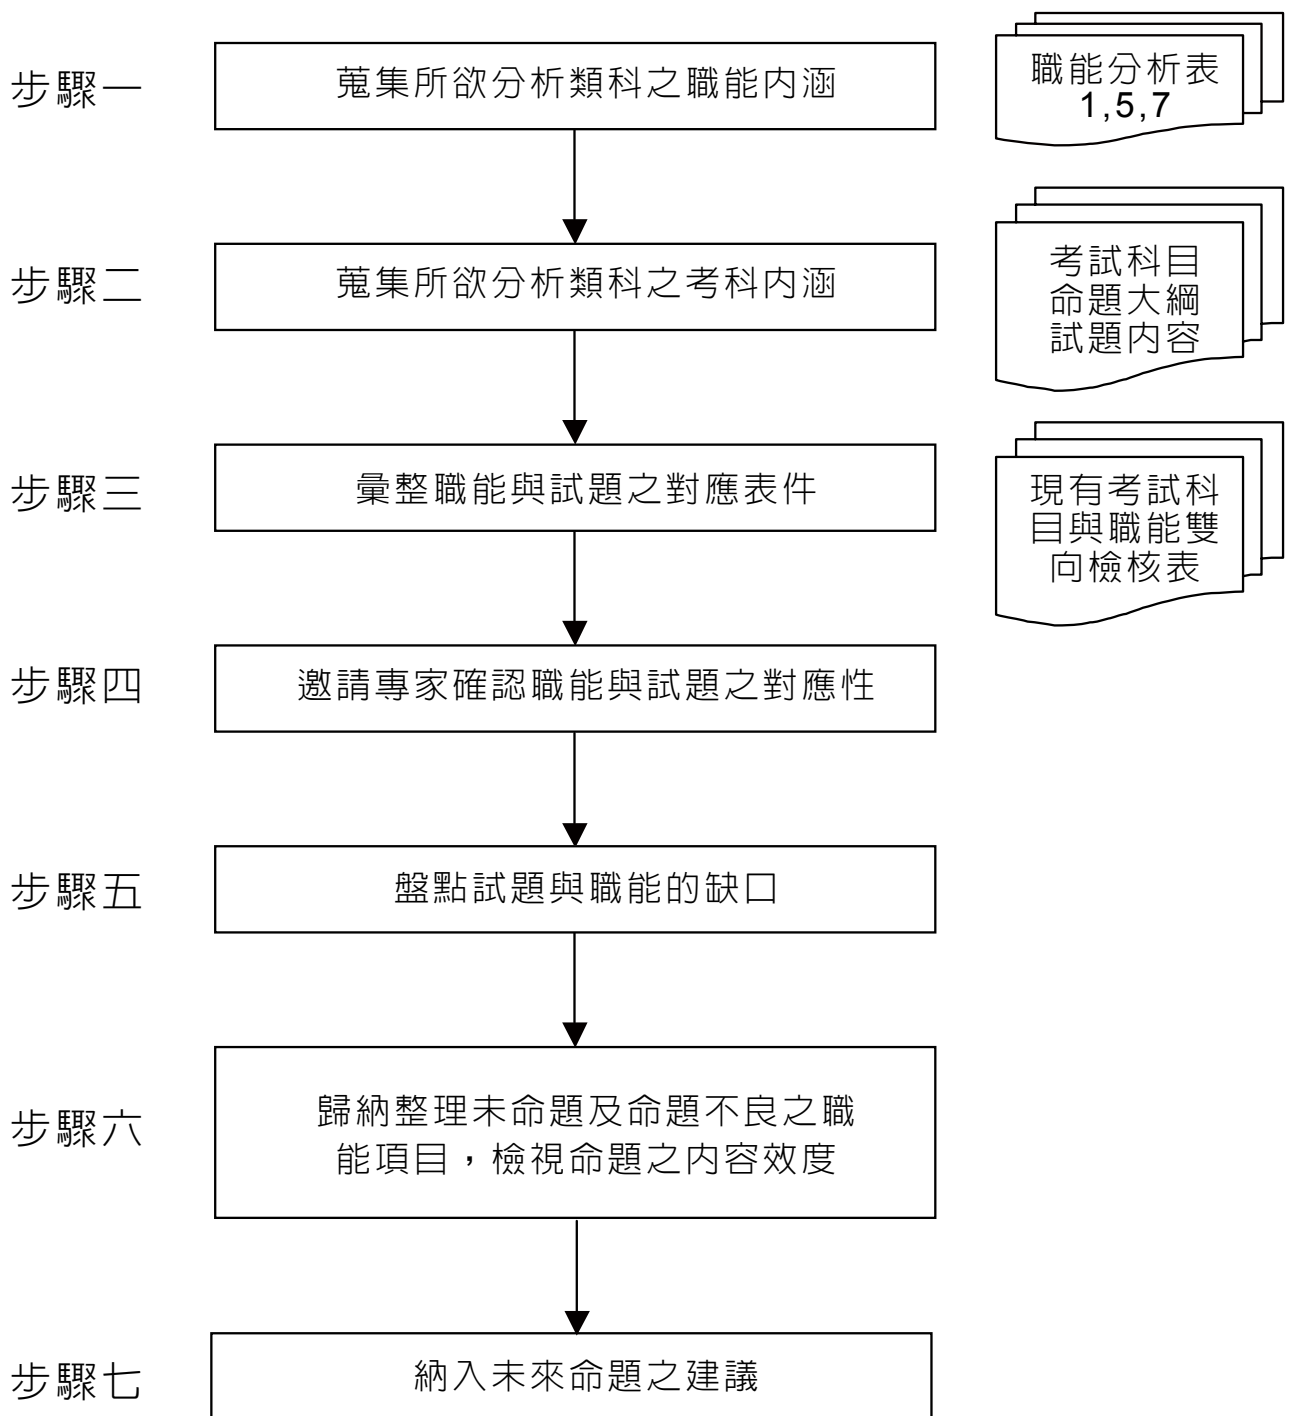 步驟一
蒐集所欲分析類科之職能內涵
職能分析表
1,5,7
步驟二
蒐集所欲分析類科之考科內涵
考試科目
命題大綱
試題內容
步驟三
彙整職能與試題之對應表件
現有考試科
目與職能雙
向檢核表
步驟四
邀請專家確認職能與試題之對應性
步驟五
盤點試題與職能的缺口
步驟六
歸納整理未命題及命題不良之職
能項目，檢視命題之內容效度
步驟七
納入未來命題之建議